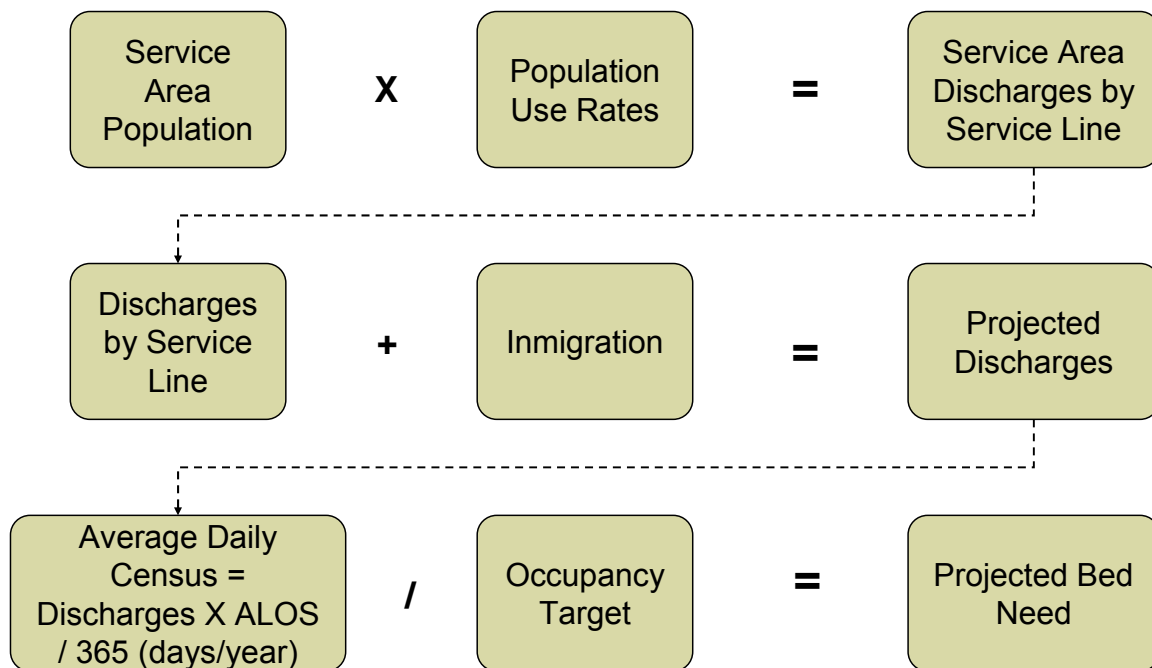 Service
Area
Population
X
Population
Use Rates
=
Service Area
Discharges by
Service Line
Discharges
by Service
Line
+
Inmigration
=
Projected
Discharges
Average Daily
Census =
Discharges X ALOS
/ 365 (days/year)
/
Occupancy
Target
=
Projected Bed
Need